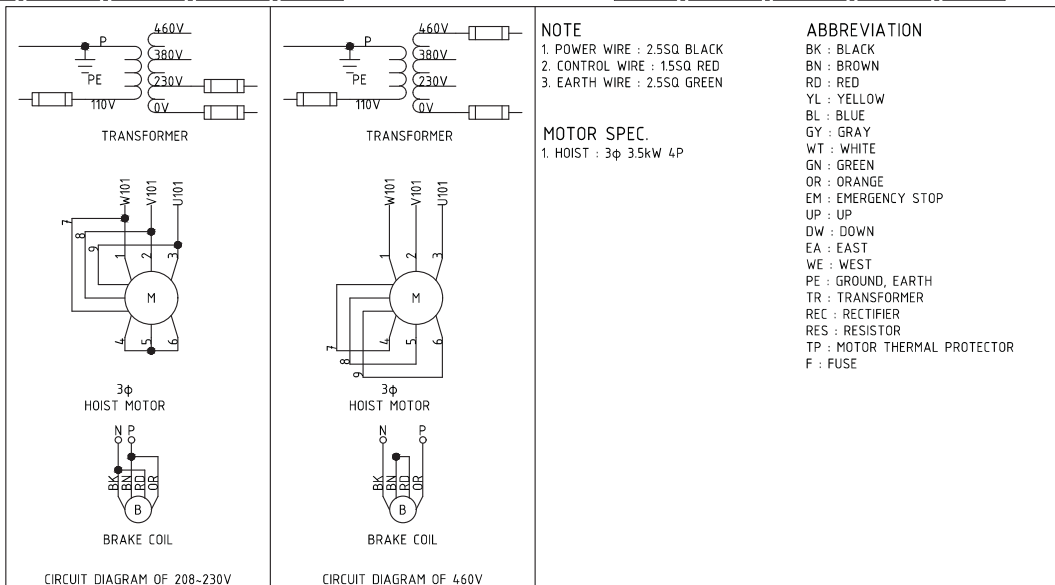 460V
P
380V
PE
230V
110V
0V
TRANSFORMER
W101
V101
U101
7
8
9
1
2
3
M
4
5
6
3φ
HOIST MOTOR
N P
BK
BN
RD
OR
B
BRAKE COIL
CIRCUIT DIAGRAM OF 208~230V
460V
P
380V
PE
230V
110V
0V
TRANSFORMER
W101
V101
U101
1
2
3
M
4
5
6
7
8
9
3φ
HOIST MOTOR
N P
BK
BN
RD
OR
B
BRAKE COIL
CIRCUIT DIAGRAM OF 460V
NOTE
1. POWER WIRE : 2.5SQ BLACK
2. CONTROL WIRE : 1.5SQ RED
3. EARTH WIRE : 2.5SQ GREEN
MOTOR SPEC.
1. HOIST : 3φ 3.5kW 4P
ABBREVIATION
BK : BLACK
BN : BROWN
RD : RED
YL : YELLOW
BL : BLUE
GY : GRAY
WT : WHITE
GN : GREEN
OR : ORANGE
EM : EMERGENCY STOP
UP : UP
DW : DOWN
EA : EAST
WE : WEST
PE : GROUND, EARTH
TR : TRANSFORMER
REC : RECTIFIER
RES : RESISTOR
TP : MOTOR THERMAL PROTECTOR
F : FUSE